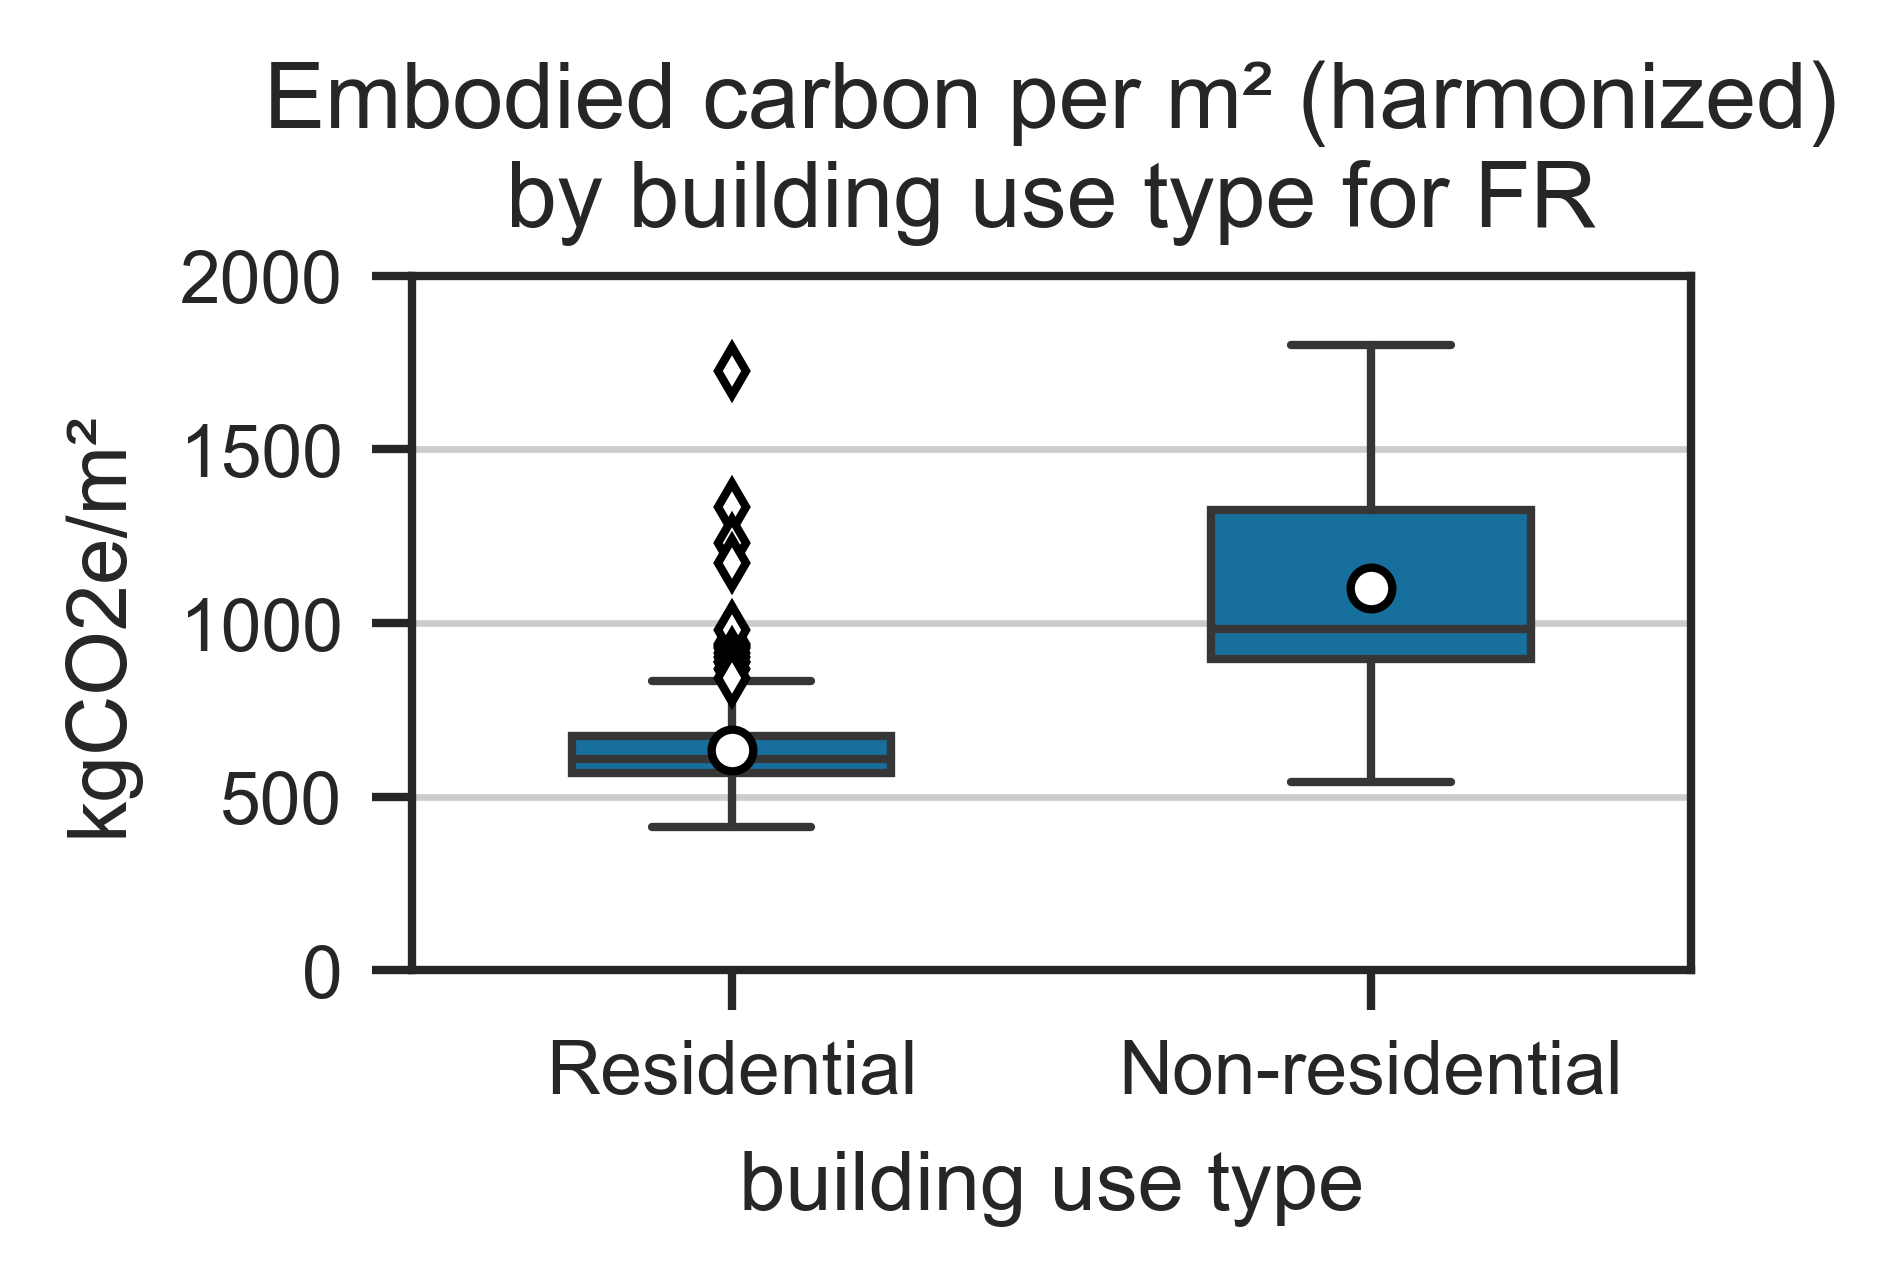 Embodied carbon per m² (harmonized)
by building use type for FR
2000
1500
1000
500
0
kgCO2e/m²
Residential
Non-residential
building use type